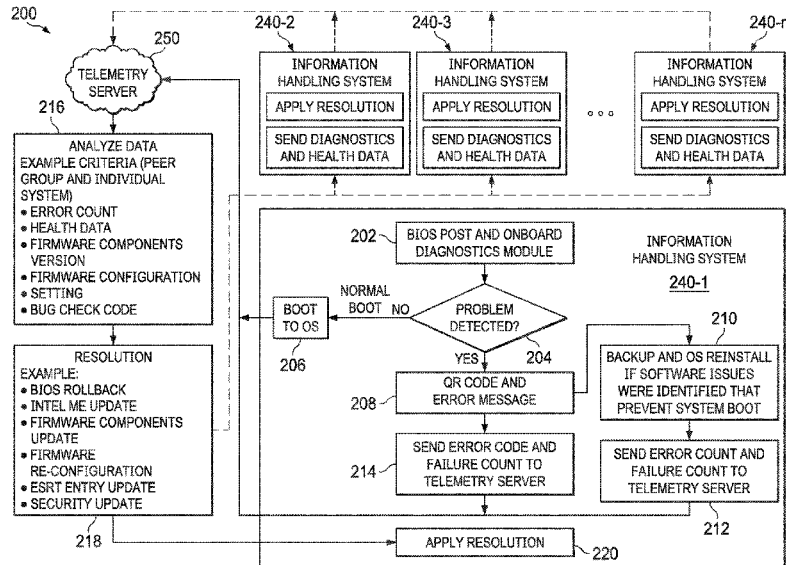 200
250
TELEMETRY
SERVER
216
ANALYZE DATA
EXAMPLE CRITERIA (PEER
GROUP AND INDIVIDUAL
SYSTEM)
● ERROR COUNT
● HEALTH DATA
● FIRMWARE COMPONENTS
VERSION
● FIRMWARE CONFIGURATION
● SETTING
● BUG CHECK CODE
RESOLUTION
EXAMPLE:
● BIOS ROLLBACK
● INTEL ME UPDATE
● FIRMWARE COMPONENTS
UPDATE
● FIRMWARE
RE-CONFIGURATION
● ESRT ENTRY UPDATE
● SECURITY UPDATE
218
240-2
INFORMATION
HANDLING SYSTEM
APPLY RESOLUTION
SEND DIAGNOSTICS
AND HEALTH DATA
240-3
INFORMATION
HANDLING SYSTEM
APPLY RESOLUTION
SEND DIAGNOSTICS
AND HEALTH DATA
240-n
INFORMATION
HANDLING SYSTEM
APPLY RESOLUTION
SEND DIAGNOSTICS
AND HEALTH DATA
INFORMATION
HANDLING SYSTEM
240-1
202
BIOS POST AND ONBOARD
DIAGNOSTICS MODULE
PROBLEM
DETECTED?
204
NORMAL
BOOT
NO
BOOT
TO OS
206
YES
208
QR CODE AND
ERROR MESSAGE
210
BACKUP AND OS REINSTALL
IF SOFTWARE ISSUES
WERE IDENTIFIED THAT
PREVENT SYSTEM BOOT
214
SEND ERROR CODE AND
FAILURE COUNT TO
TELEMETRY SERVER
SEND ERROR COUNT AND
FAILURE COUNT TO
TELEMETRY SERVER
212
APPLY RESOLUTION
220